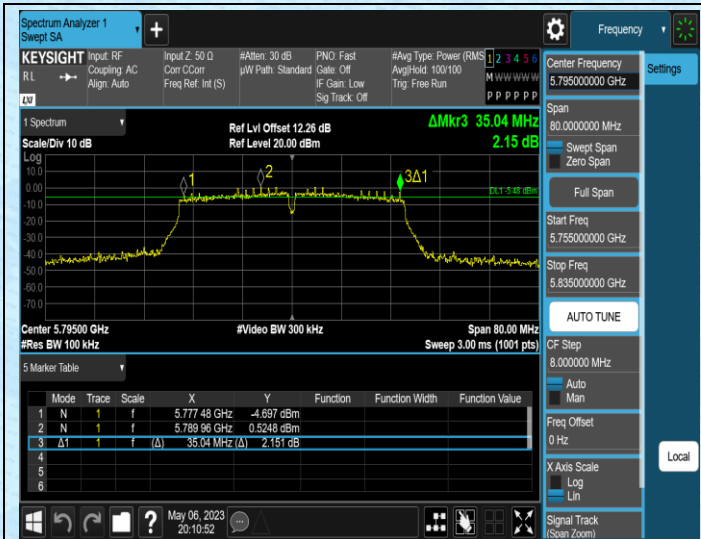 Spectrum Analyzer 1
Swept SA
+
Frequency
KEYSIGHT
RL
Align: Auto
LXI
Input: RF
Coupling: AC
Input Z: 50 Ω
Corr CCorr
Freq Ref: Int (S)
#Atten: 30 dB
µW Path: Standard
PNO: Fast
Gate: Off
IF Gain: Low
Sig Track: Off
#Avg Type: Power (RMS
Avg|Hold: 100/100
Trig: Free Run
1 2 3 4 5 6
M W W W W W
P P P P P P
Center Frequency
5.795000000 GHz
Settings
Span
80.0000000 MHz
Swept Span
Zero Span
Full Span
Start Freq
5.755000000 GHz
Stop Freq
5.835000000 GHz
AUTO TUNE
CF Step
8.000000 MHz
Auto
Man
Freq Offset
0 Hz
X Axis Scale
Log
Lin
Signal Track
(Span Zoom)
Local
1 Spectrum
Scale/Div 10 dB
Ref Lvl Offset 12.26 dB
Ref Level 20.00 dBm
ΔMkr3 35.04 MHz
2.15 dB
Log
10.0
0.00
-10.0
-20.0
-30.0
-40.0
-50.0
-60.0
-70.0
1
2
3Δ1
DL1 -5.48 dBm
Center 5.79500 GHz
#Video BW 300 kHz
Span 80.00 MHz
#Res BW 100 kHz
Sweep 3.00 ms (1001 pts)
5 Marker Table
Mode Trace Scale X Y Function Function Width Function Value
1 N 1 f 5.777 48 GHz -4.697 dBm
2 N 1 f 5.789 96 GHz 0.5248 dBm
3 Δ1 1 f (Δ) 35.04 MHz (Δ) 2.151 dB
4
5
6
?
May 06, 2023
20:10:52